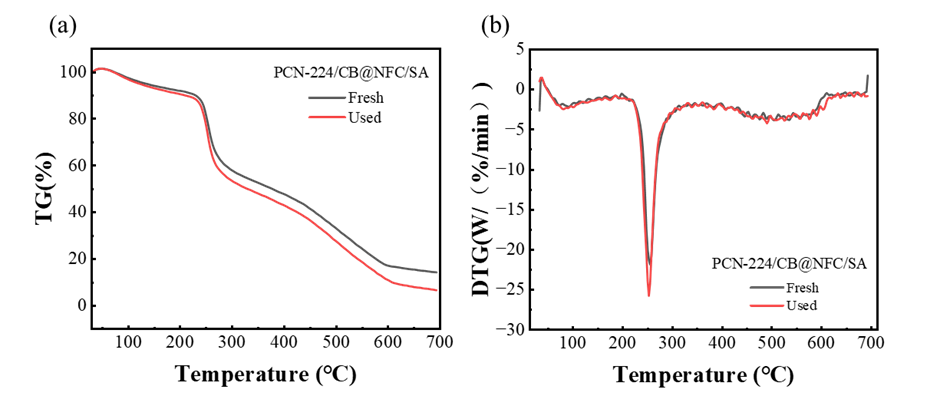 (a)
PCN-224/CB@NFC/SA
Fresh
Used
100
80
60
40
20
0
TG(%)
100 200 300 400 500 600 700
Temperature (℃)
(b)
5
0
−5
−10
−15
−20
−25
−30
DTG(W/（%/min）)
PCN-224/CB@NFC/SA
Fresh
Used
100 200 300 400 500 600 700
Temperature (℃)